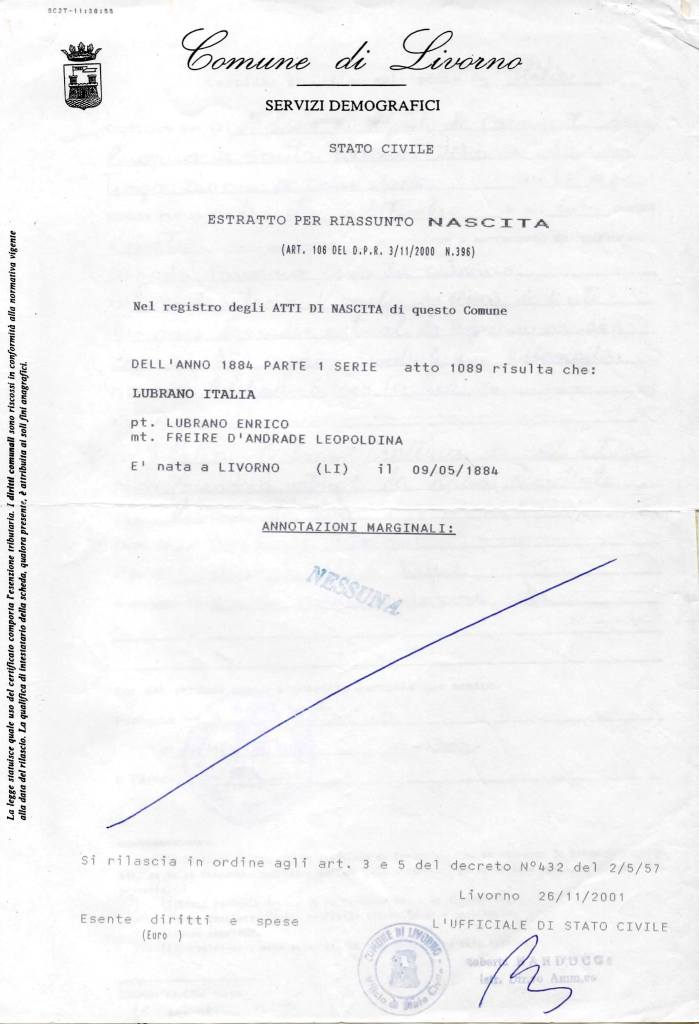 Comune di Livorno
SERVIZI DEMOGRAFICI
STATO CIVILE
ESTRATTO PER RIASSUNTO NASCITA
(ART. 106 DEL D.P.R. 3/11/2000 N.396)
Nel registro degli ATTI DI NASCITA di questo Comune
DELL'ANNO 1884 PARTE 1 SERIE atto 1089 risulta che:
LUBRANO ITALIA
pt. LUBRANO ENRICO
mt. FREIRE D'ANDRADE LEOPOLDINA
E' nata a LIVORNO (LI) il 09/05/1884
ANNOTAZIONI MARGINALI:
NESSUNA
Si rilascia in ordine agli art. 3 e 5 del decreto N°432 del 2/5/57
Livorno 26/11/2001
Esente diritti e spese
L'UFFICIALE DI STATO CIVILE
(Euro )
COMUNE DI LIVORNO
La legge statuisce quale uso del certificato comporta l'esenzione tributaria. I diritti comunali sono riscossi in conformità alla normativa vigente
alla data del rilascio. La qualifica di intestatario della scheda, qualora presente, è attribuita ai soli fini anagrafici.